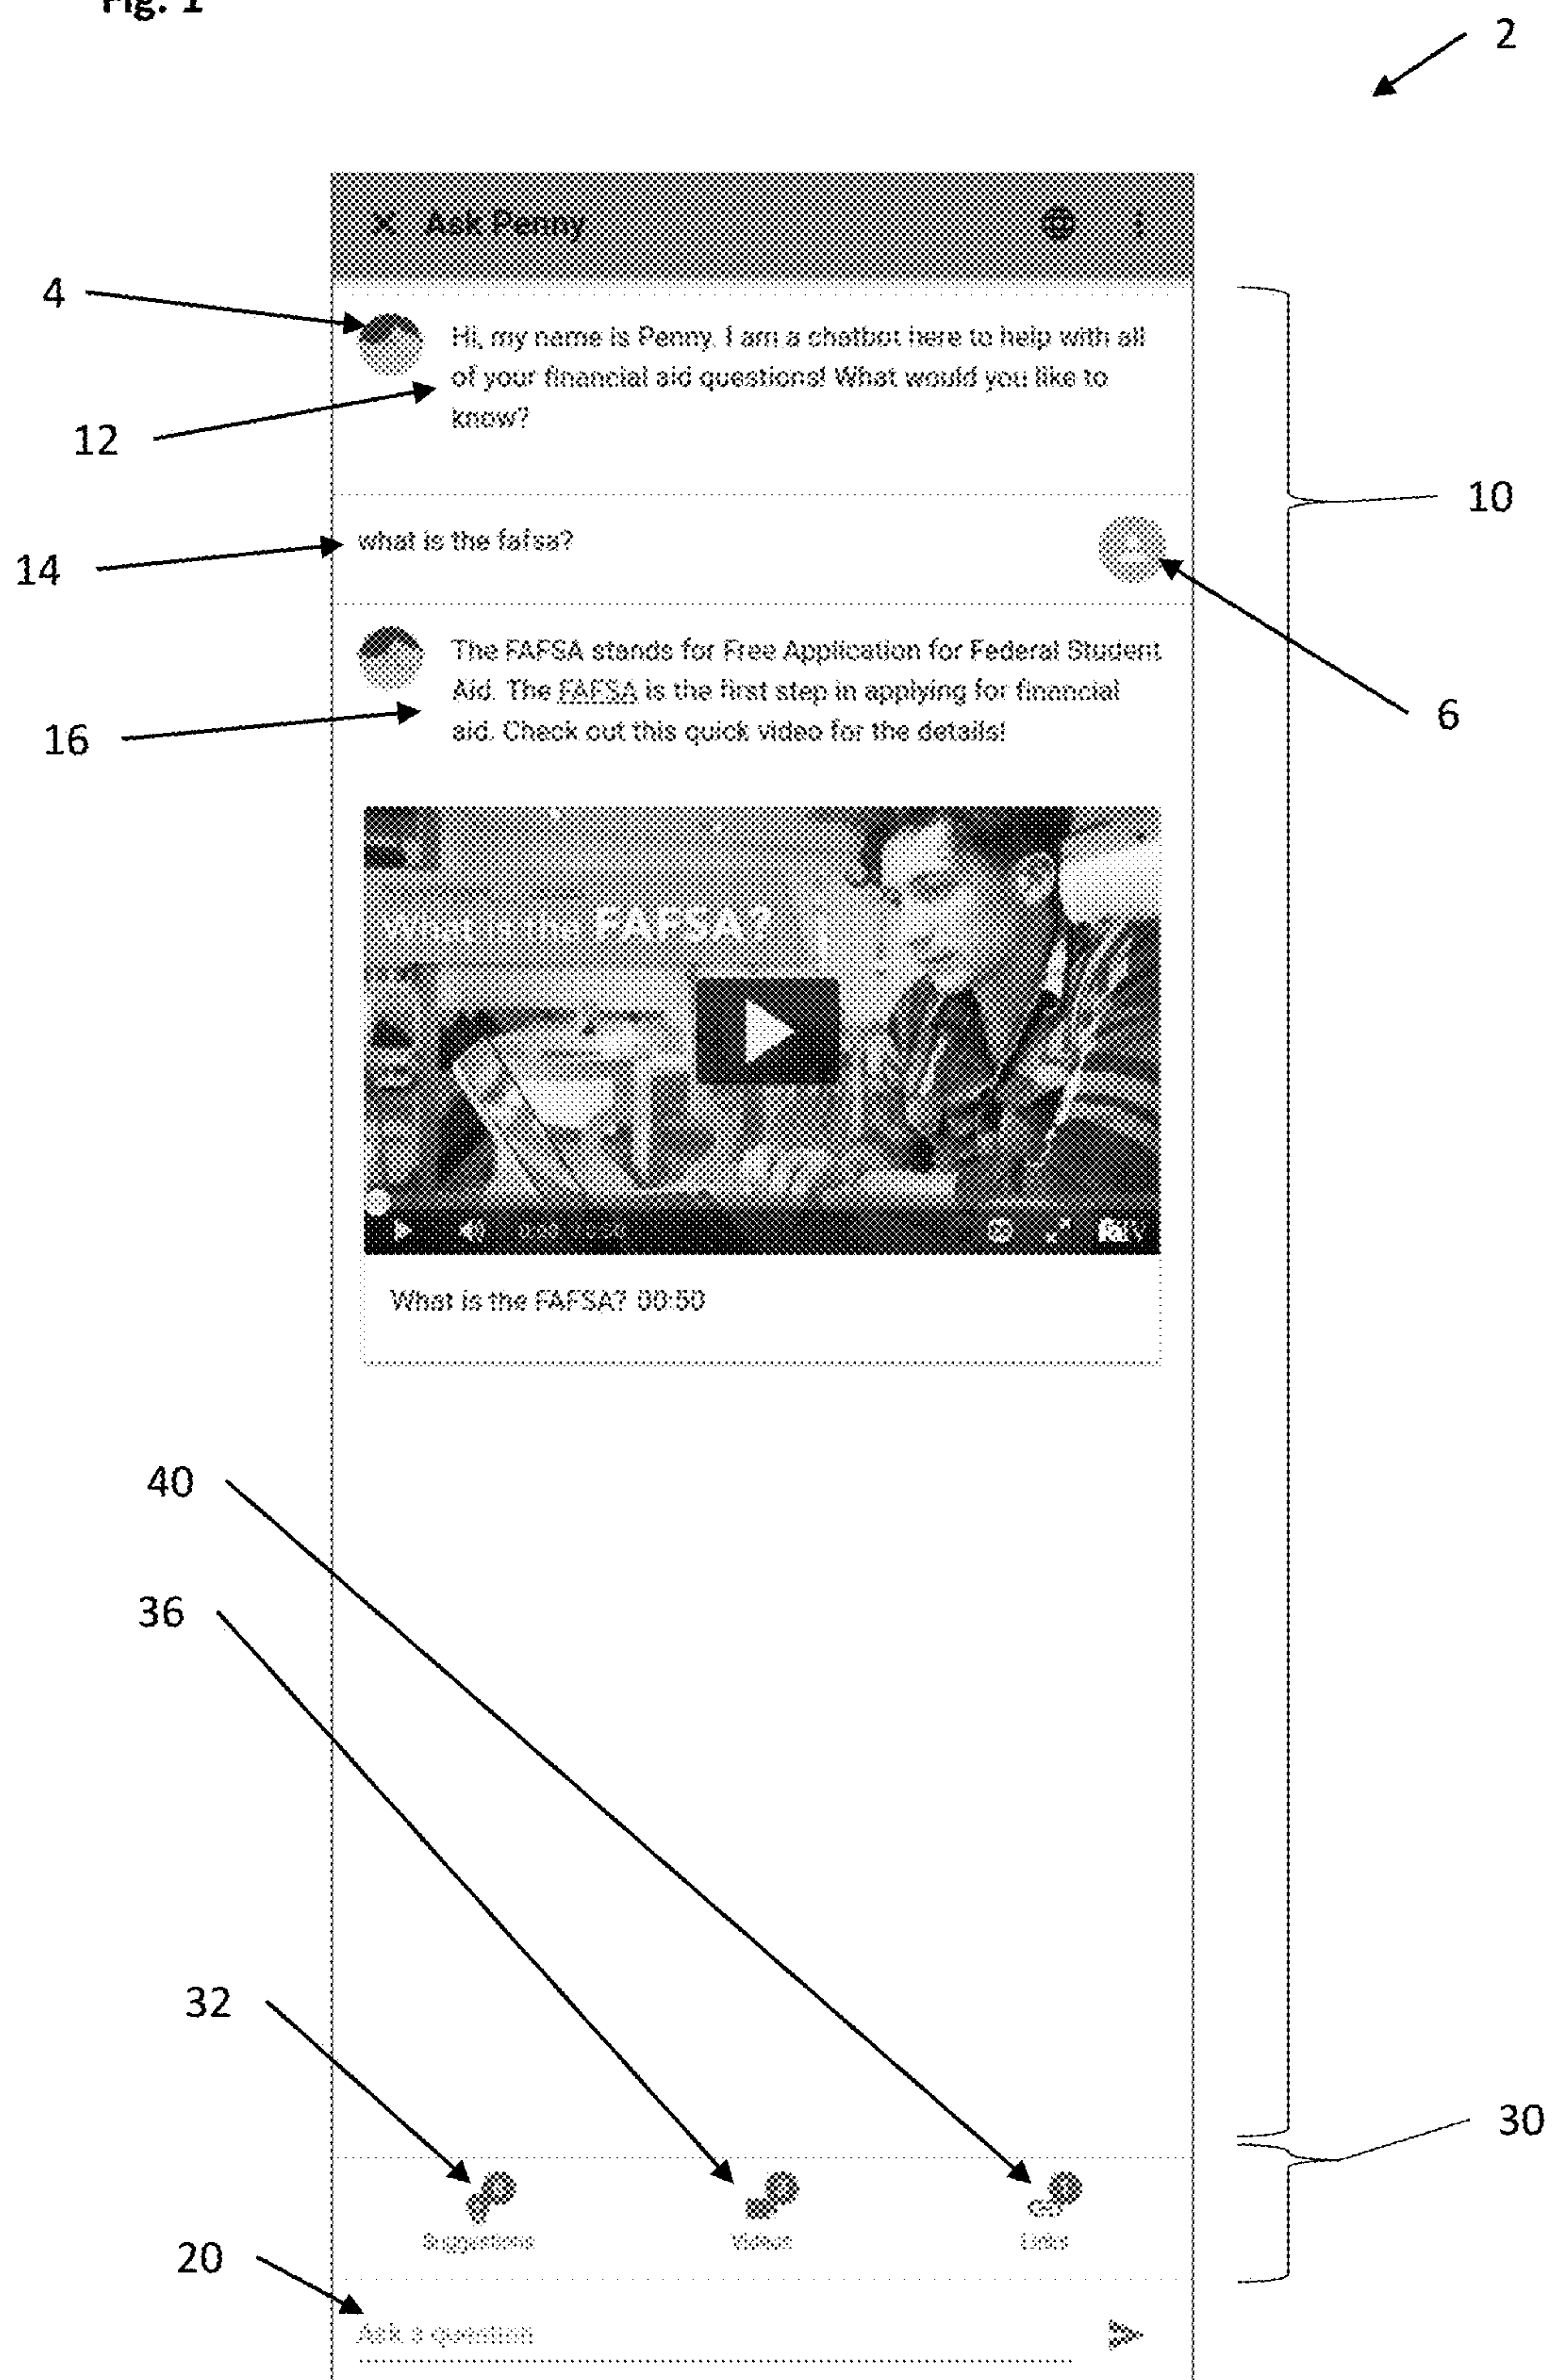 Fig. 1
2
Ask Penny
4
Hi, my name is Penny. I am a chatbot here to help with all
of your financial aid questions! What would you like to
know?
12
10
what is the fafsa?
14
6
The FAFSA stands for Free Application for Federal Student
Aid. The FAFSA is the first step in applying for financial
aid. Check out this quick video for the details!
16
What is the FAFSA?
What is the FAFSA? 00:50
40
36
32
30
Suggestions
Videos
Links
20
Ask a question